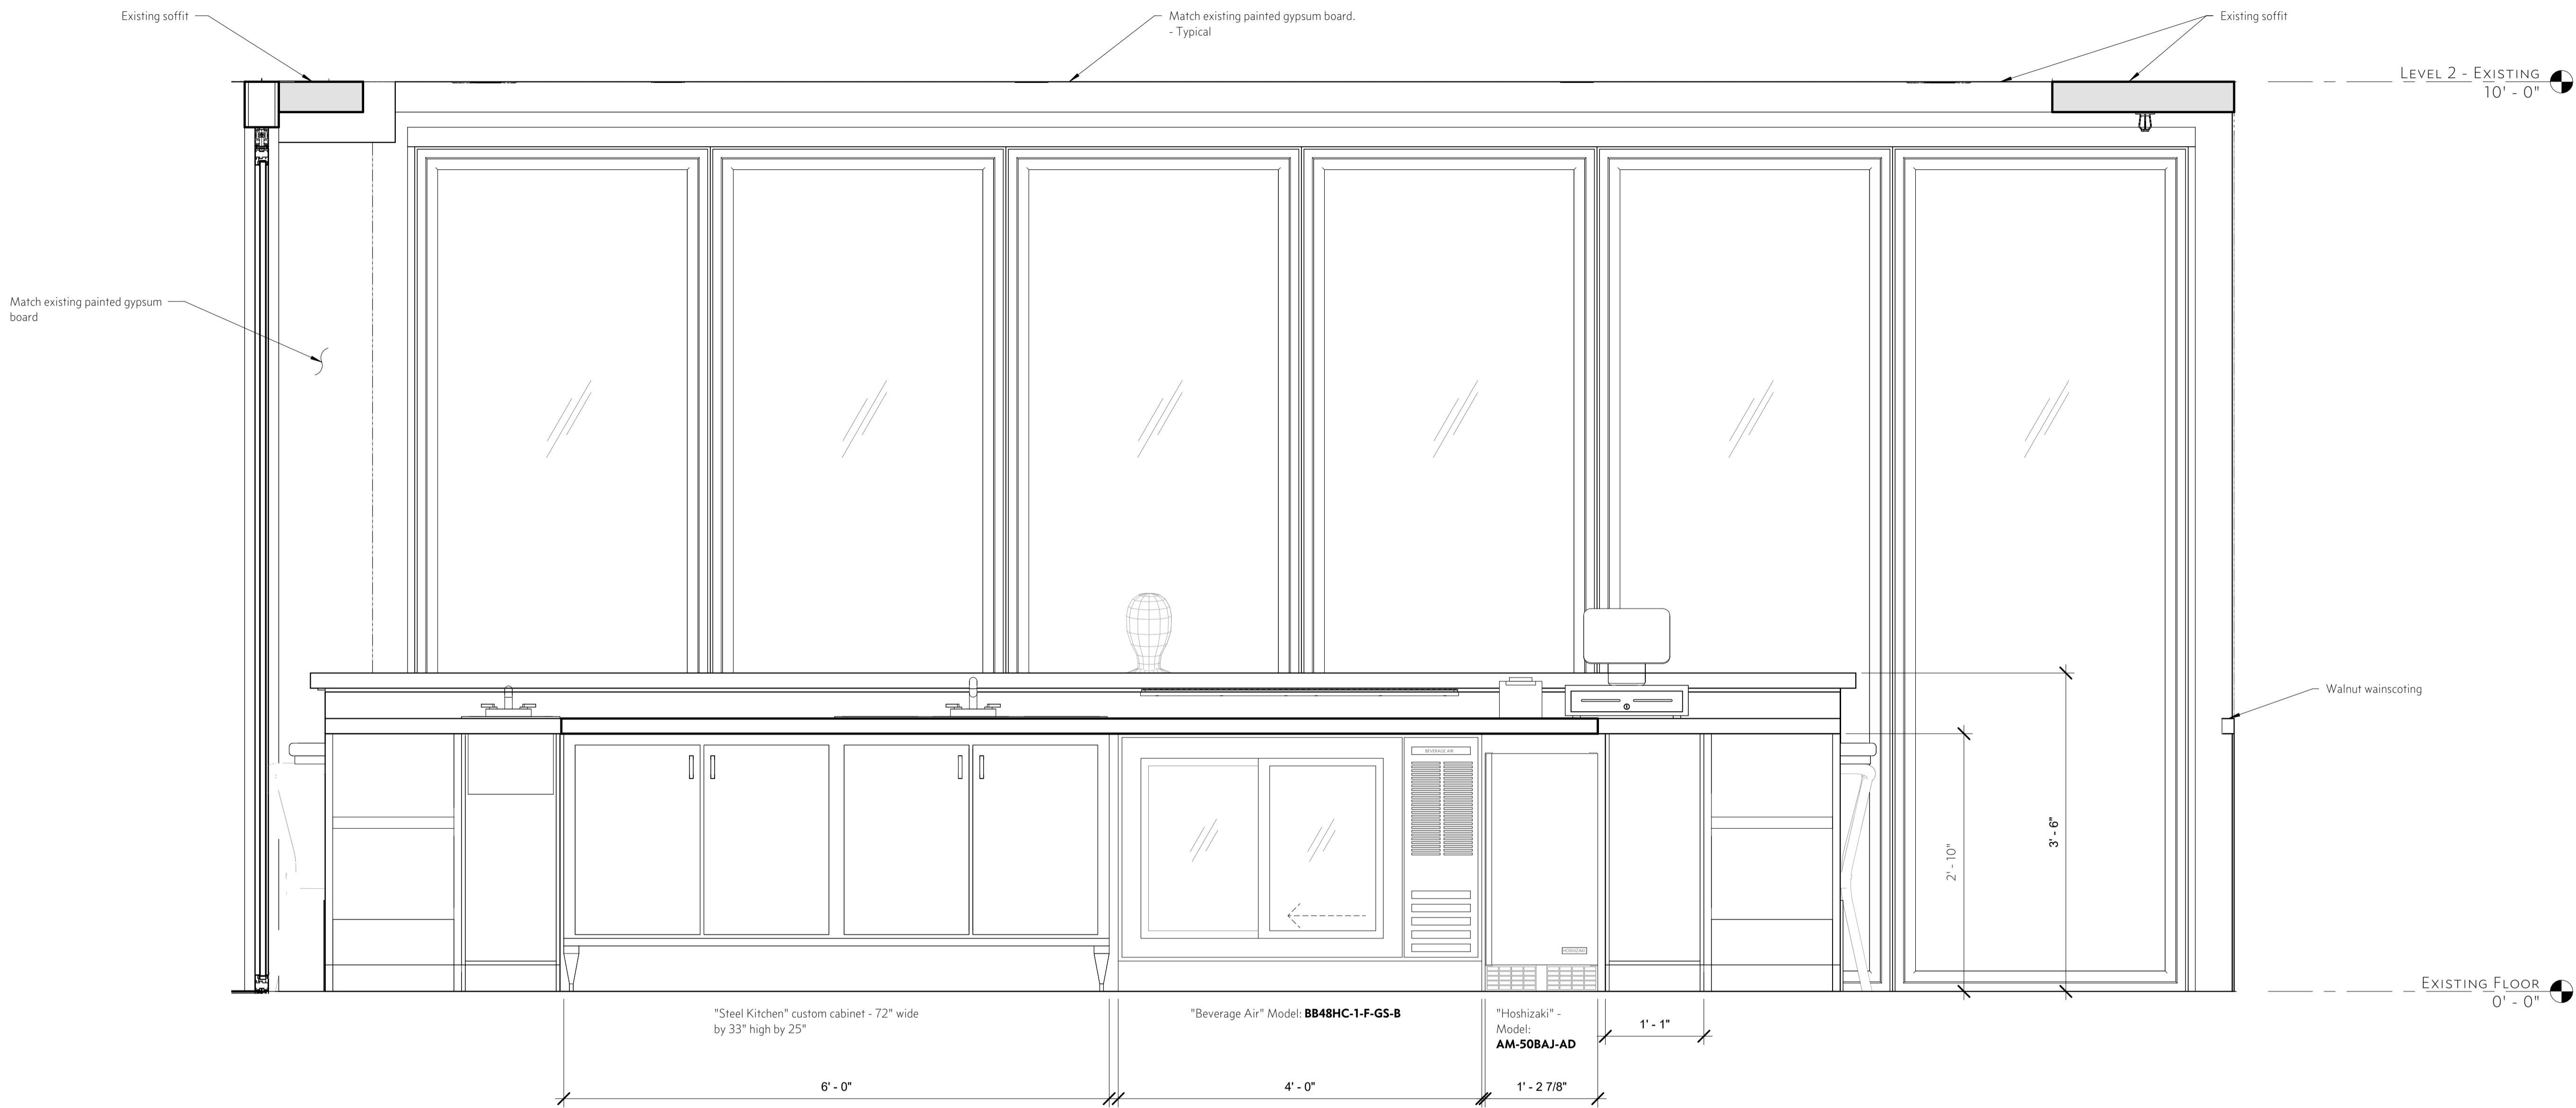 Existing soffit
Match existing painted gypsum board.
- Typical
Existing soffit
LEVEL 2 - EXISTING
10' - 0"
Match existing painted gypsum
board
Walnut wainscoting
BEVERAGE AIR
3' - 6"
2' - 10"
HOSHIZAKI
EXISTING FLOOR
0' - 0"
"Steel Kitchen" custom cabinet - 72" wide
by 33" high by 25"
"Beverage Air" Model: BB48HC-1-F-GS-B
"Hoshizaki" -
Model:
AM-50BAJ-AD
1' - 1"
6' - 0"
4' - 0"
1' - 2 7/8"